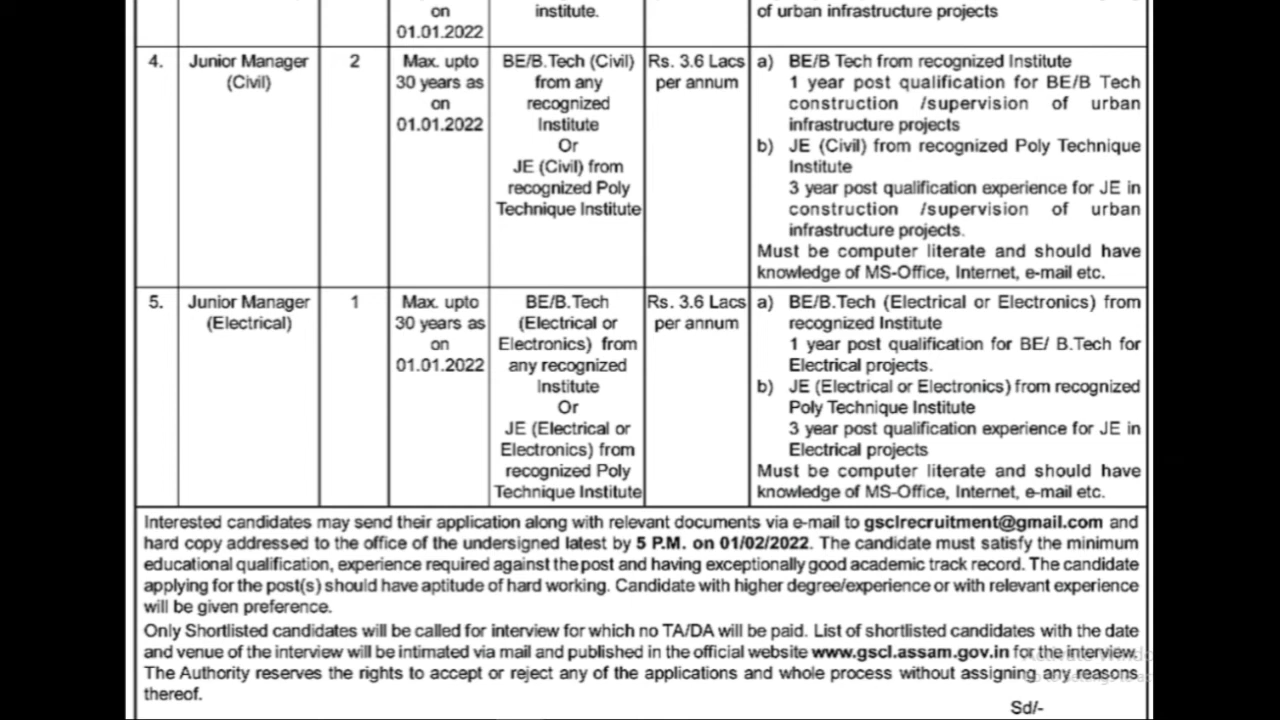 on institute. of urban infrastructure projects
01.01.2022
4. Junior Manager (Civil) 2
Max. upto
30 years as
on
01.01.2022
BE/B.Tech (Civil)
from any
recognized
Institute
Or
JE (Civil) from
recognized Poly
Technique Institute
Rs. 3.6 Lacs
per annum
a) BE/B Tech from recognized Institute
1 year post qualification for BE/B Tech
construction /supervision of urban
infrastructure projects
b) JE (Civil) from recognized Poly Technique
Institute
3 year post qualification experience for JE in
construction /supervision of urban
infrastructure projects.
Must be computer literate and should have
knowledge of MS-Office, Internet, e-mail etc.
5. Junior Manager
(Electrical)
1
Max. upto
30 years as
on
01.01.2022
BE/B.Tech
(Electrical or
Electronics) from
any recognized
Institute
Or
JE (Electrical or
Electronics) from
recognized Poly
Technique Institute
Rs. 3.6 Lacs
per annum
a) BE/B.Tech (Electrical or Electronics) from
recognized Institute
1 year post qualification for BE/ B.Tech for
Electrical projects.
b) JE (Electrical or Electronics) from recognized
Poly Technique Institute
3 year post qualification experience for JE in
Electrical projects
Must be computer literate and should have
knowledge of MS-Office, Internet, e-mail etc.
Interested candidates may send their application along with relevant documents via e-mail to gsclrecruitment@gmail.com and
hard copy addressed to the office of the undersigned latest by 5 P.M. on 01/02/2022. The candidate must satisfy the minimum
educational qualification, experience required against the post and having exceptionally good academic track record. The candidate
applying for the post(s) should have aptitude of hard working. Candidate with higher degree/experience or with relevant experience
will be given preference.
Only Shortlisted candidates will be called for interview for which no TA/DA will be paid. List of shortlisted candidates with the date
and venue of the interview will be intimated via mail and published in the official website www.gscl.assam.gov.in for the interview.
The Authority reserves the rights to accept or reject any of the applications and whole process without assigning any reasons
thereof.
Sd/-